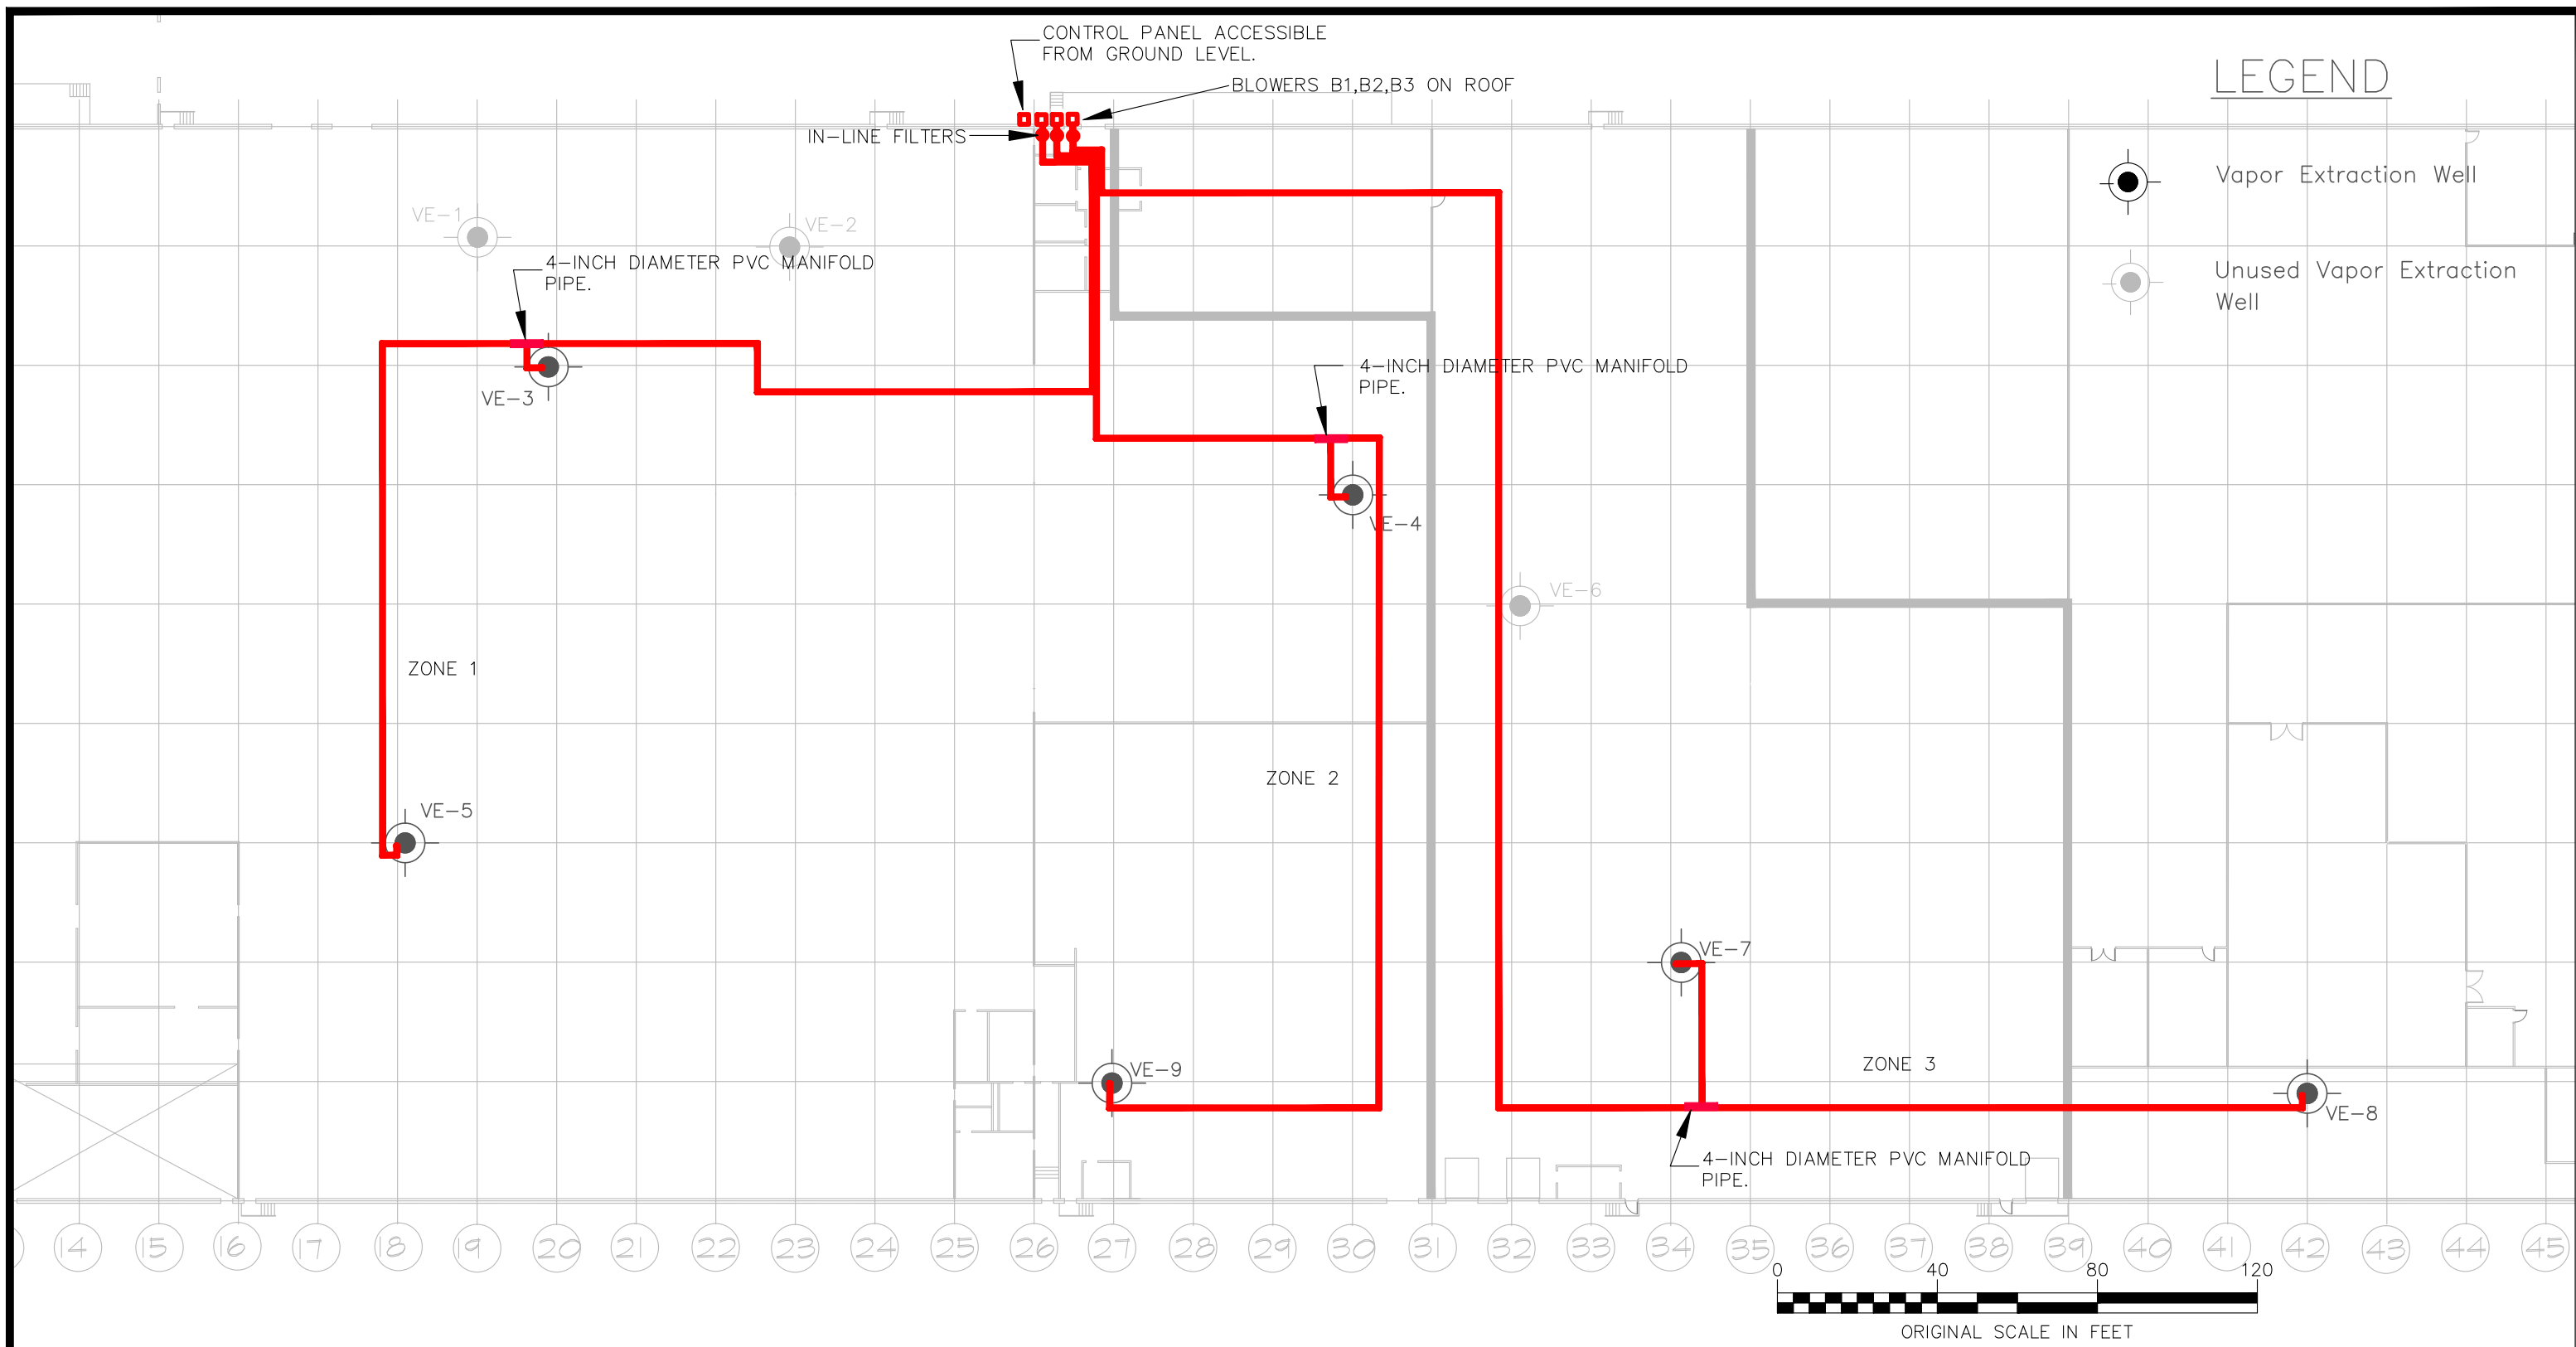 CONTROL PANEL ACCESSIBLE
FROM GROUND LEVEL.
BLOWERS B1,B2,B3 ON ROOF
IN-LINE FILTERS
LEGEND
Vapor Extraction Well
Unused Vapor Extraction
Well
VE-1
VE-2
4-INCH DIAMETER PVC MANIFOLD
PIPE.
VE-3
4-INCH DIAMETER PVC MANIFOLD
PIPE.
VE-4
VE-6
ZONE 1
ZONE 2
VE-5
VE-7
VE-9
ZONE 3
VE-8
4-INCH DIAMETER PVC MANIFOLD
PIPE.
14 15 16 17 18 19 20 21 22 23 24 25 26 27 28 29 30 31 32 33 34 35 36 37 38 39 40 41 42 43 44 45
0 40 80 120
ORIGINAL SCALE IN FEET